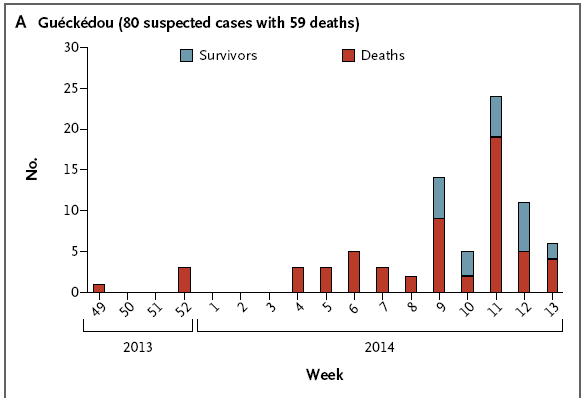 A Guéckédou (80 suspected cases with 59 deaths)
Survivors Deaths
30
25
20
15
10
5
0
No.
49 50 51 52 1 2 3 4 5 6 7 8 9 10 11 12 13
2013 2014
Week